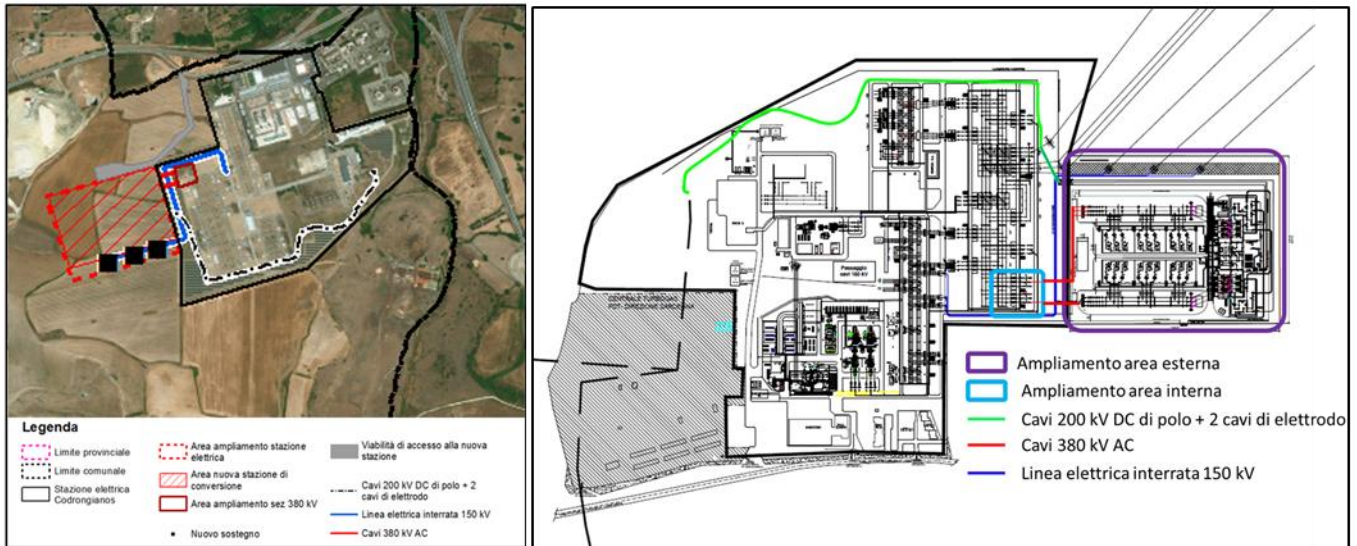 Legenda
Limite provinciale
Limite comunale
Stazione elettrica
Codrongianos
Area ampliamento stazione
elettrica
Area nuova stazione di
conversione
Area ampliamento sez 380 kV
Nuovo sostegno
Viabilità di accesso alla nuova
stazione
Cavi 200 kV DC di polo + 2
cavi di elettrodo
Linea elettrica interrata 150 kV
Cavi 380 kV AC
Passaggio
cavi 150 kV
CENTRALE TURBOGAS
Ampliamento area esterna
Ampliamento area interna
Cavi 200 kV DC di polo + 2 cavi di elettrodo
Cavi 380 kV AC
Linea elettrica interrata 150 kV